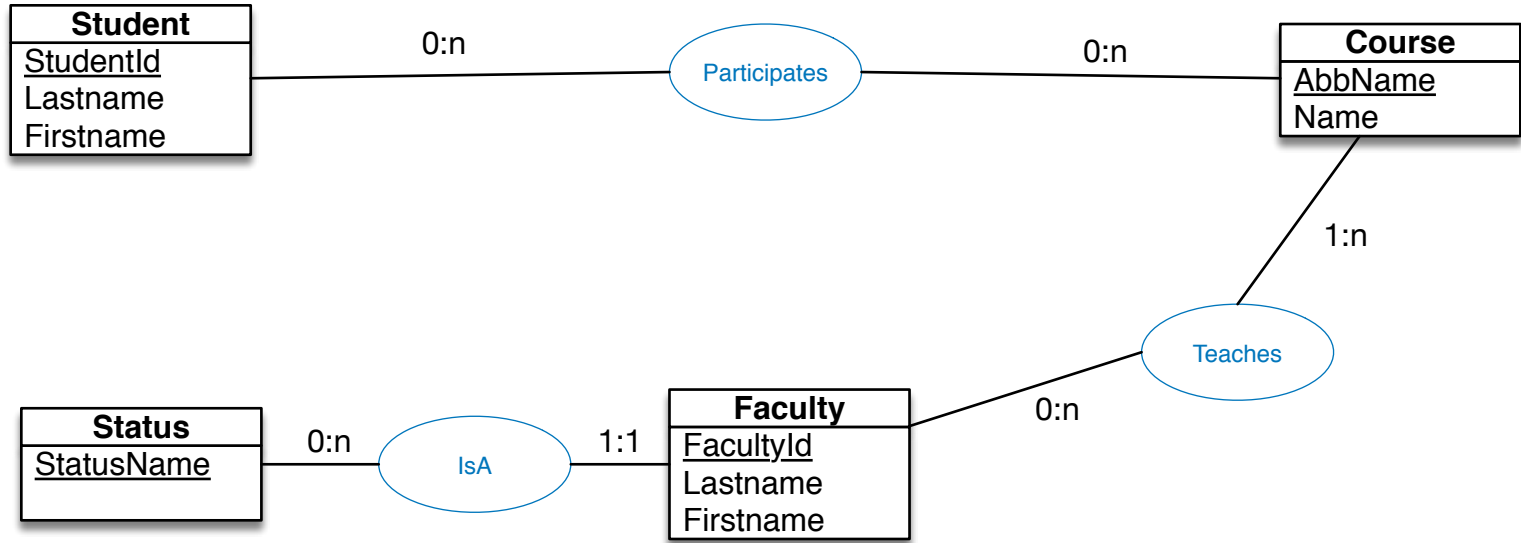 Student
StudentId
Lastname
Firstname
0:n
Participates
0:n
Course
AbbName
Name
1:n
Teaches
0:n
Status
StatusName
0:n
IsA
1:1
Faculty
FacultyId
Lastname
Firstname